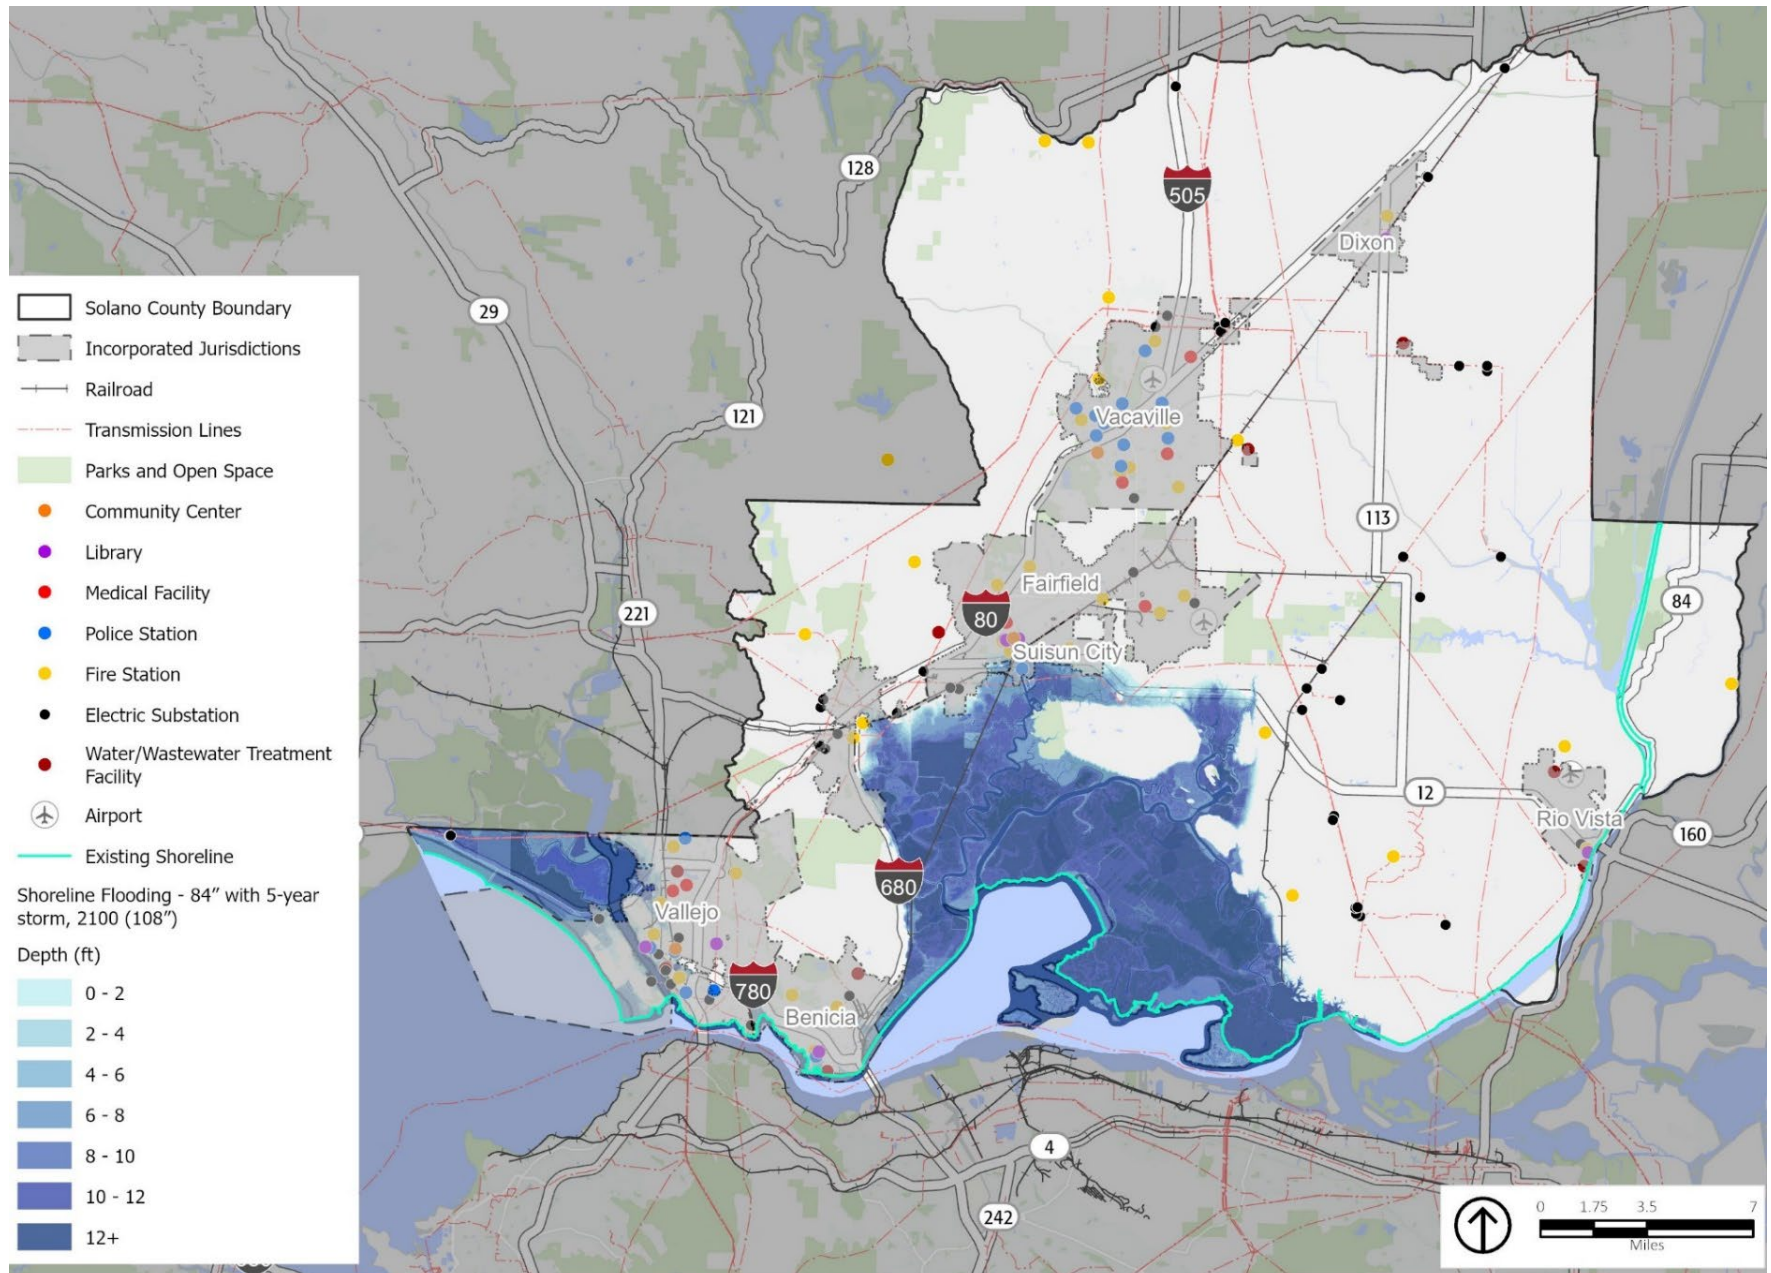 128
505
Dixon
29
121
Vacaville
113
Fairfield
80
84
221
Suisun City
12
Rio Vista
160
680
Vallejo
780
Benicia
4
242
Solano County Boundary
Incorporated Jurisdictions
Railroad
Transmission Lines
Parks and Open Space
Community Center
Library
Medical Facility
Police Station
Fire Station
Electric Substation
Water/Wastewater Treatment
Facility
Airport
Existing Shoreline
Shoreline Flooding - 84” with 5-year
storm, 2100 (108”)
Depth (ft)
0 - 2
2 - 4
4 - 6
6 - 8
8 - 10
10 - 12
12+
0 1.75 3.5 7
Miles